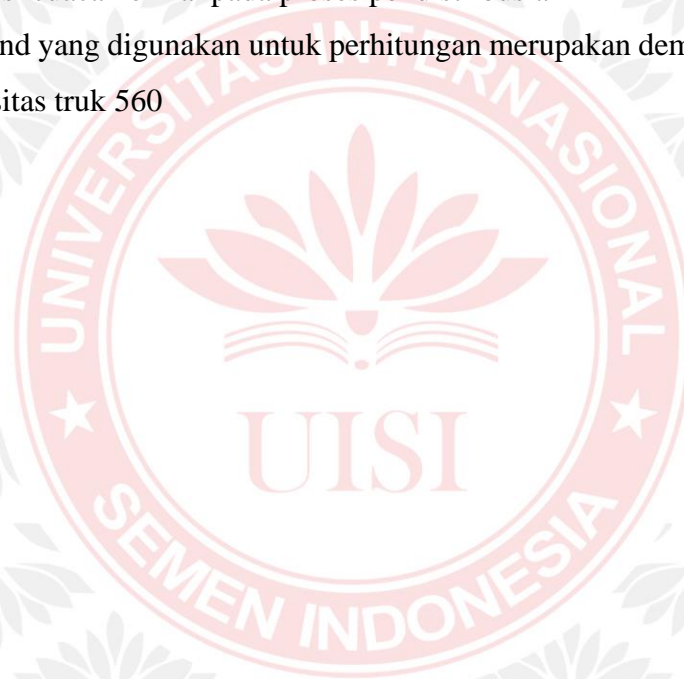 nd yang digunakan untuk perhitungan merupakan dem
sitas truk 560
UNIVERSITAS INTERNASIONAL
UISI
SEMEN INDONESIA